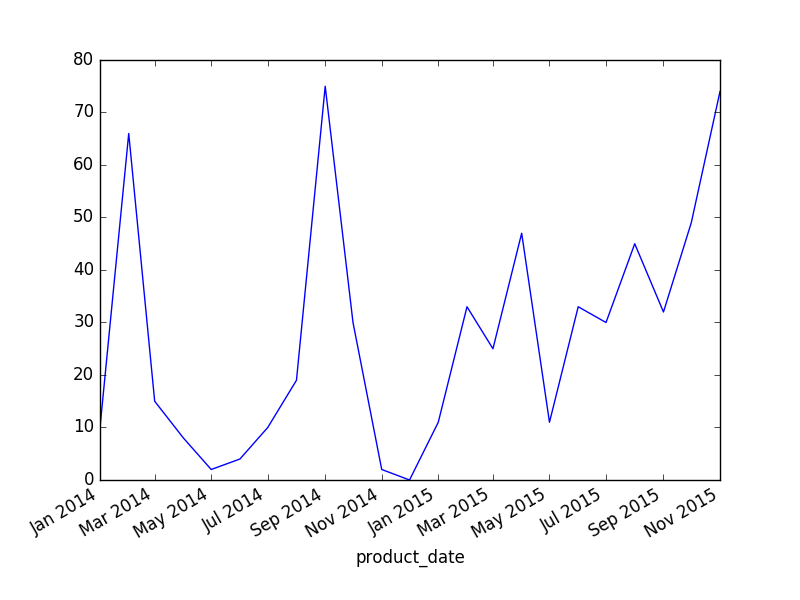 80
70
60
50
40
30
20
10
0
Jan 2014
Mar 2014
May 2014
Jul 2014
Sep 2014
Nov 2014
Jan 2015
Mar 2015
May 2015
Jul 2015
Sep 2015
Nov 2015
product_date